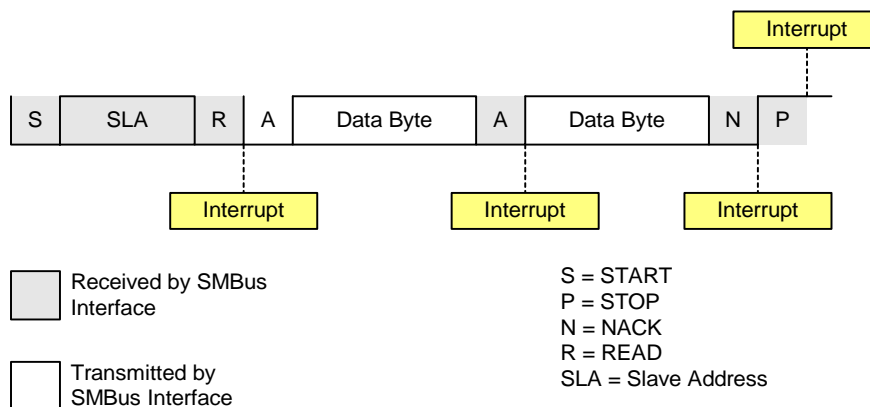 Interrupt
S SLA R A Data Byte A Data Byte N P
Interrupt Interrupt Interrupt
Received by SMBus
Interface
Transmitted by
SMBus Interface
S = START
P = STOP
N = NACK
R = READ
SLA = Slave Address